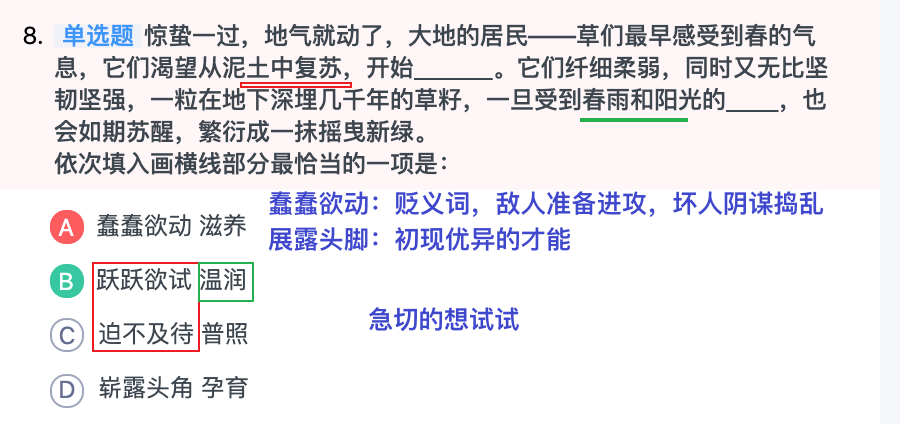 8. 单选题 惊蛰一过，地气就动了，大地的居民——草们最早感受到春的气
息，它们渴望从泥土中复苏，开始______。它们纤细柔弱，同时又无比坚
韧坚强，一粒在地下深埋几千年的草籽，一旦受到春雨和阳光的____，也
会如期苏醒，繁衍成一抹摇曳新绿。
依次填入画横线部分最恰当的一项是：
蠢蠢欲动：贬义词，敌人准备进攻，坏人阴谋捣乱
A 蠢蠢欲动 滋养
展露头脚：初现优异的才能
B 跃跃欲试 温润
急切的想试试
C 迫不及待 普照
D 崭露头角 孕育